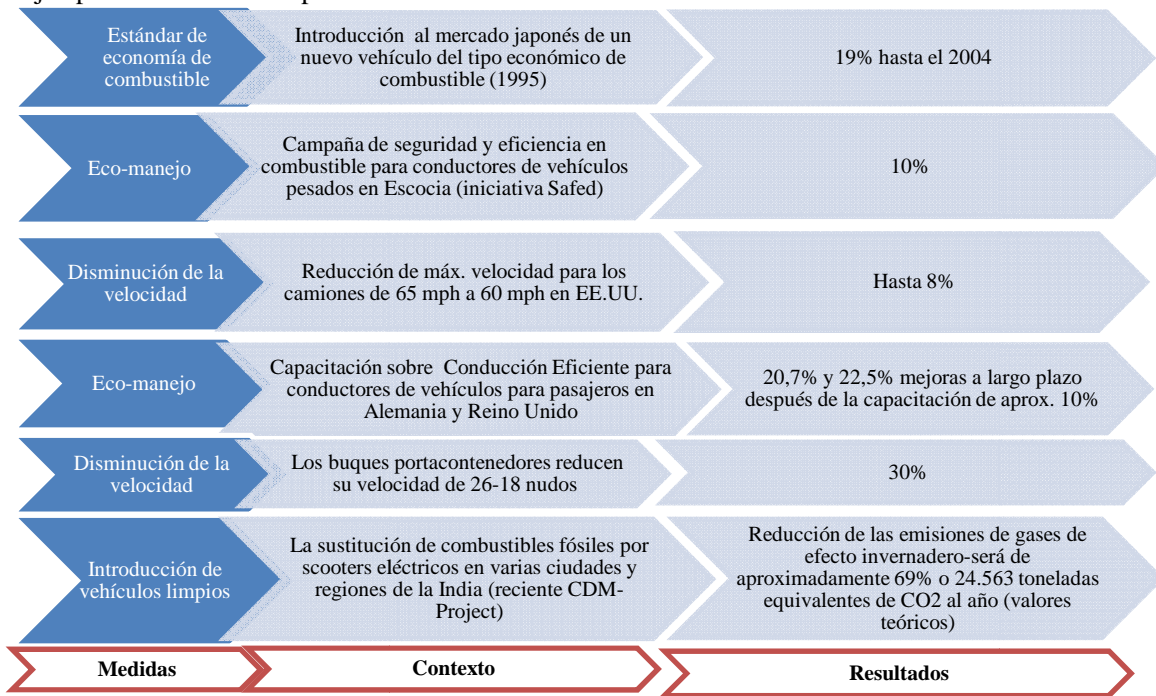 Estándar de
economía de
combustible
Introducción al mercado japonés de un
nuevo vehículo del tipo económico de
combustible (1995)
19% hasta el 2004
Eco-manejo
Campaña de seguridad y eficiencia en
combustible para conductores de vehículos
pesados en Escocia (iniciativa Safed)
10%
Disminución de la
velocidad
Reducción de máx. velocidad para los
camiones de 65 mph a 60 mph en EE.UU.
Hasta 8%
Eco-manejo
Capacitación sobre Conducción Eficiente para
conductores de vehículos para pasajeros en
Alemania y Reino Unido
20,7% y 22,5% mejoras a largo plazo
después de la capacitación de aprox. 10%
Disminución de la
velocidad
Los buques portacontenedores reducen
su velocidad de 26-18 nudos
30%
Introducción de
vehículos limpios
La sustitución de combustibles fósiles por
scooters eléctricos en varias ciudades y
regiones de la India (reciente CDM-
Project)
Reducción de las emisiones de gases de
efecto invernadero-será de
aproximadamente 69% o 24.563 toneladas
equivalentes de CO2 al año (valores
teóricos)
Medidas
Contexto
Resultados